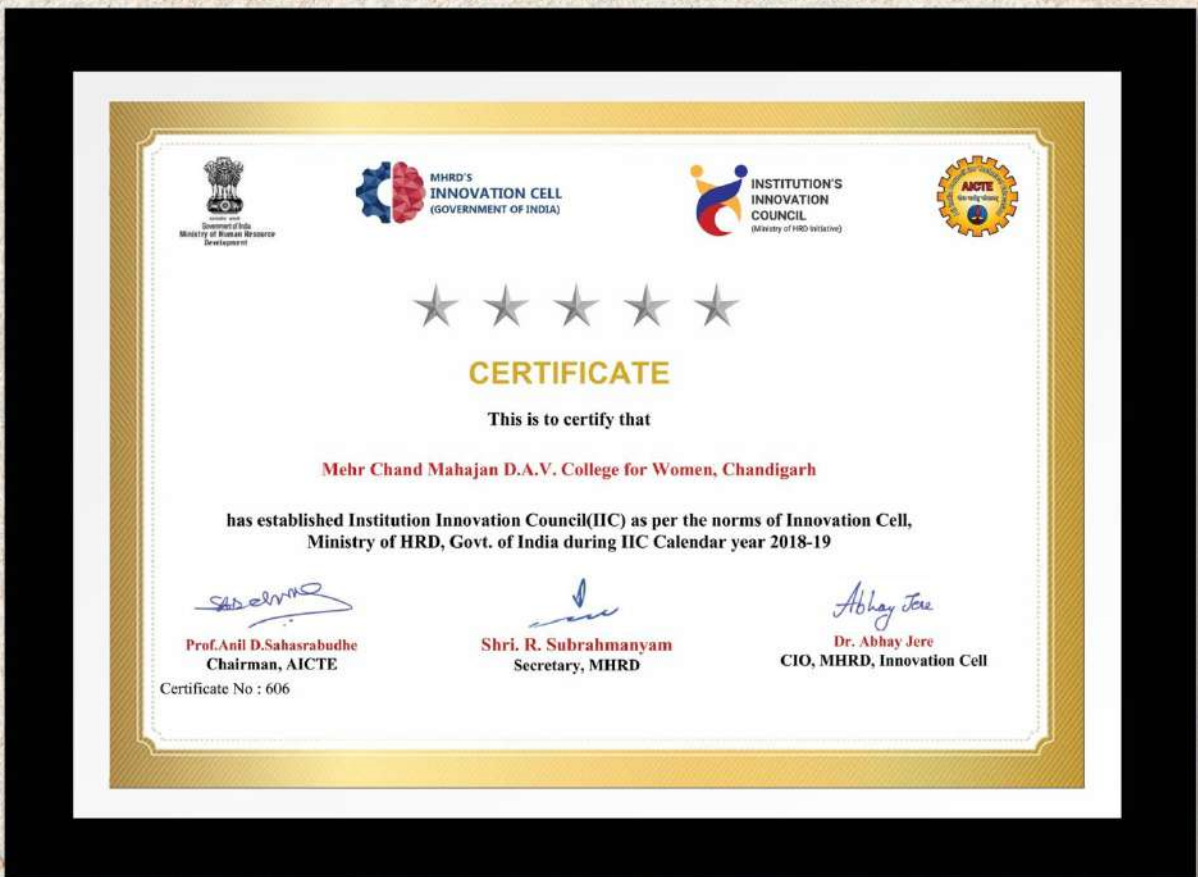 Government of India
Ministry of Human Resource
Development
MHRD'S
INNOVATION CELL
(GOVERNMENT OF INDIA)
INSTITUTION'S
INNOVATION
COUNCIL
(Ministry of HRD Initiative)
AICTE
CERTIFICATE
This is to certify that
Mehr Chand Mahajan D.A.V. College for Women, Chandigarh
has established Institution Innovation Council(IIC) as per the norms of Innovation Cell,
Ministry of HRD, Govt. of India during IIC Calendar year 2018-19
Abhay Jere
Prof.Anil D.Sahasrabudhe
Chairman, AICTE
Shri. R. Subrahmanyam
Secretary, MHRD
Dr. Abhay Jere
CIO, MHRD, Innovation Cell
Certificate No : 606